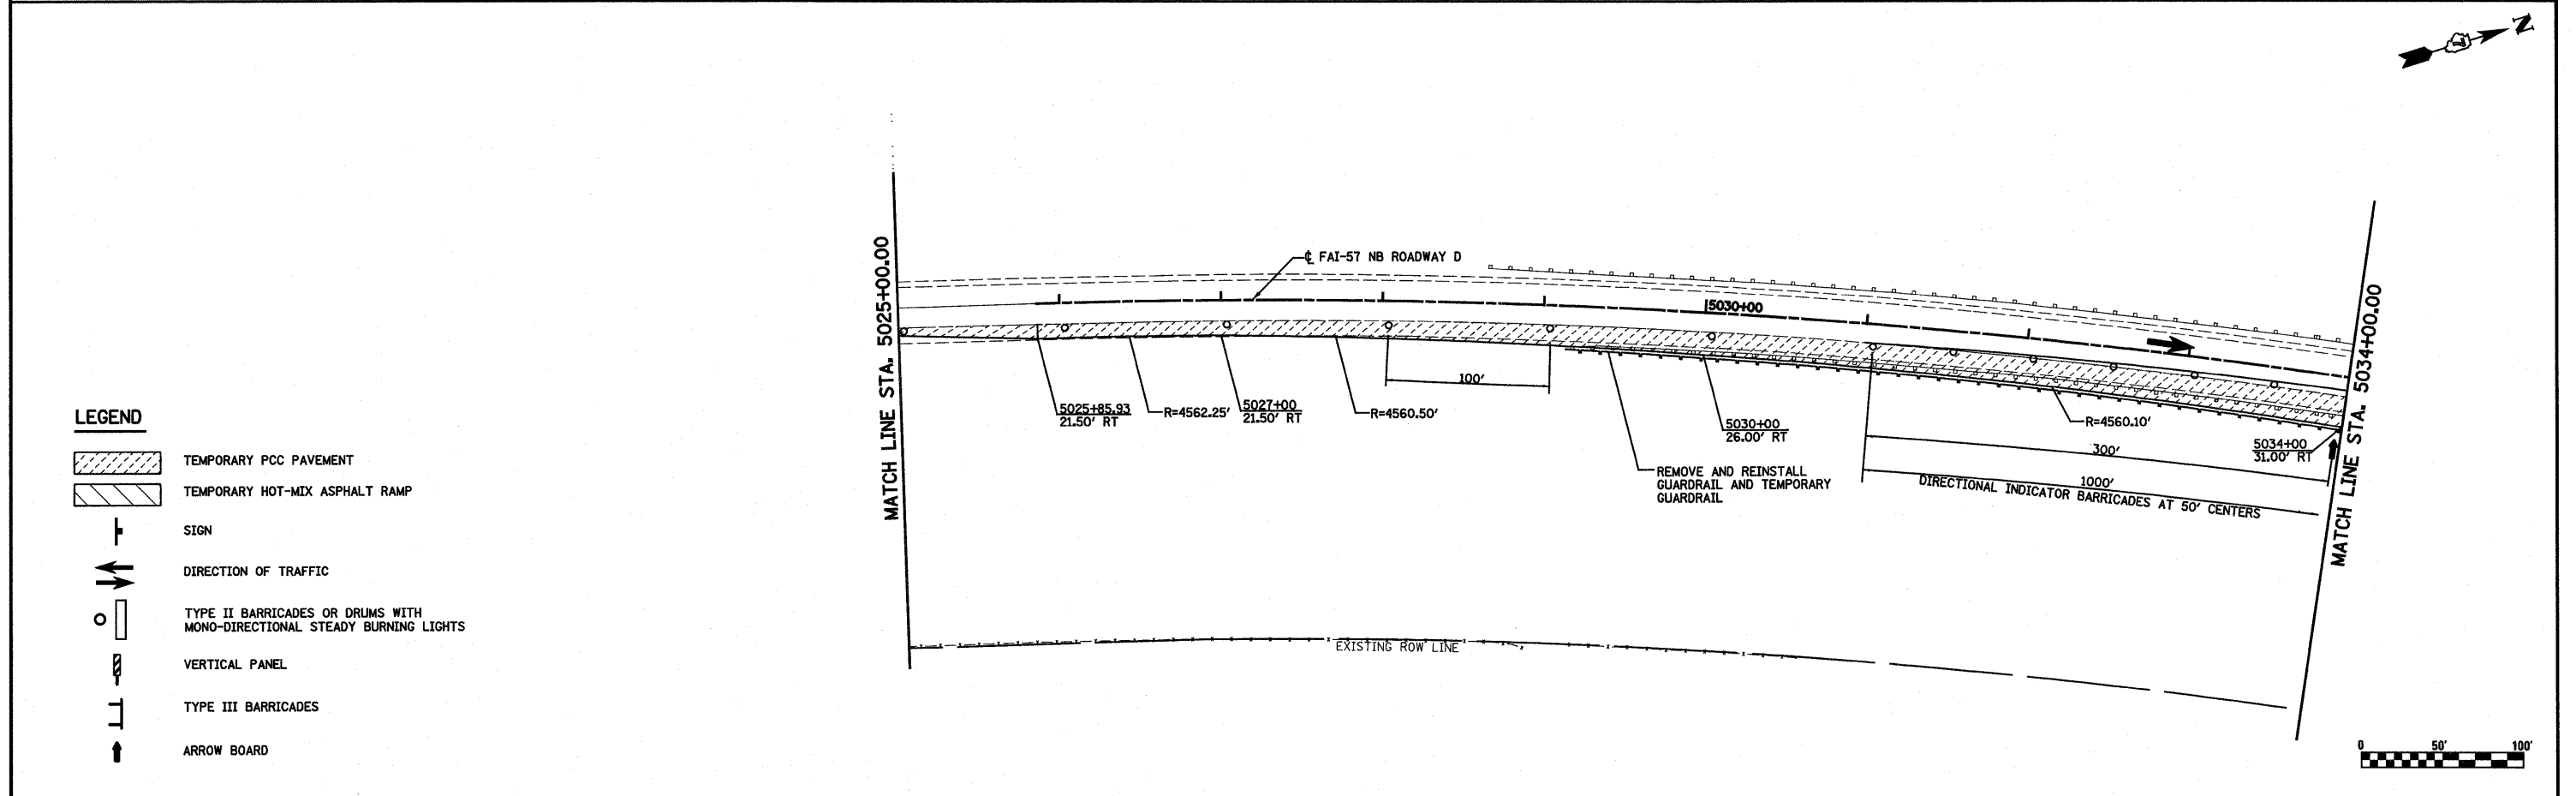 N
MATCH LINE STA. 5025+00.00
℄ FAI-57 NB ROADWAY D
5030+00
MATCH LINE STA. 5034+00.00
100'
5025+85.93
21.50' RT
R=4562.25'
5027+00
21.50' RT
R=4560.50'
5030+00
26.00' RT
R=4560.10'
5034+00
31.00' RT
300'
1000'
DIRECTIONAL INDICATOR BARRICADES AT 50' CENTERS
REMOVE AND REINSTALL
GUARDRAIL AND TEMPORARY
GUARDRAIL
EXISTING ROW LINE
LEGEND
TEMPORARY PCC PAVEMENT
TEMPORARY HOT-MIX ASPHALT RAMP
SIGN
DIRECTION OF TRAFFIC
TYPE II BARRICADES OR DRUMS WITH
MONO-DIRECTIONAL STEADY BURNING LIGHTS
VERTICAL PANEL
TYPE III BARRICADES
ARROW BOARD
0 50' 100'